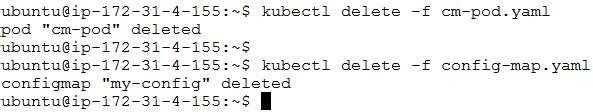 ubuntu@ip-172-31-4-155:~$ kubectl delete -f cm-pod.yaml
pod "cm-pod" deleted
ubuntu@ip-172-31-4-155:~$
ubuntu@ip-172-31-4-155:~$ kubectl delete -f config-map.yaml
configmap "my-config" deleted
ubuntu@ip-172-31-4-155:~$